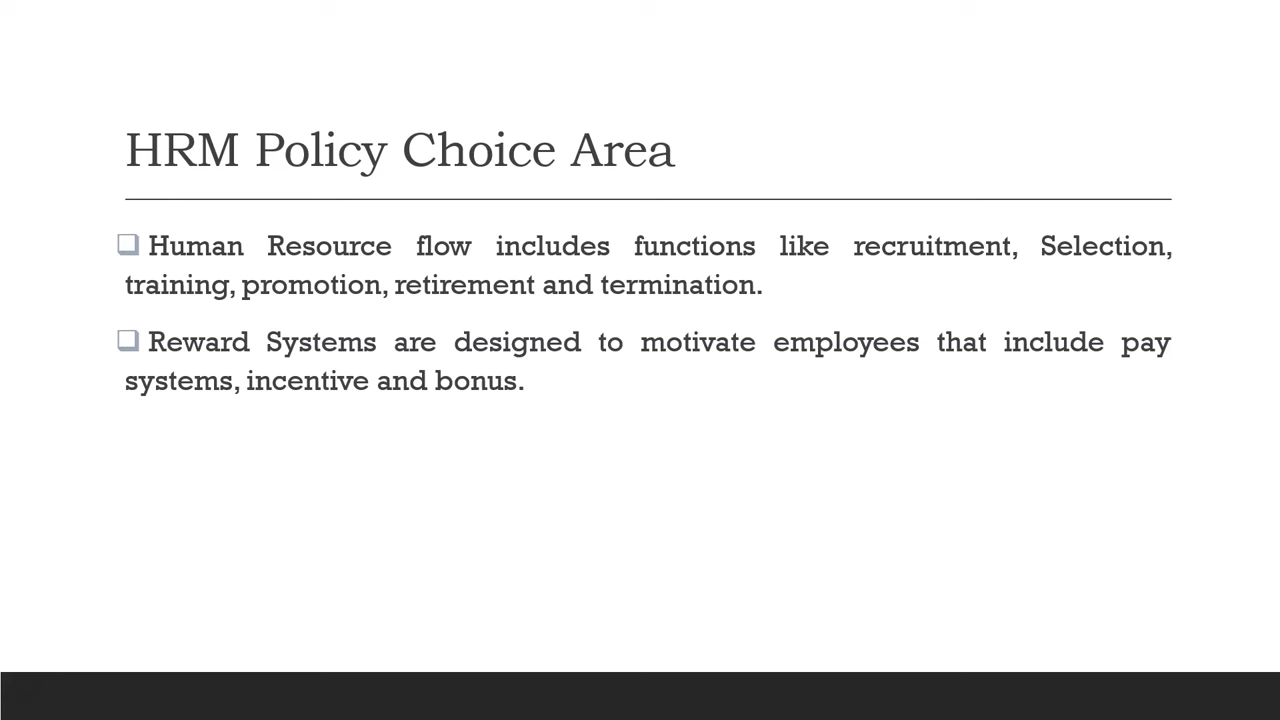 HRM Policy Choice Area
Human Resource flow includes functions like recruitment, Selection,
training, promotion, retirement and termination.
Reward Systems are designed to motivate employees that include pay
systems, incentive and bonus.